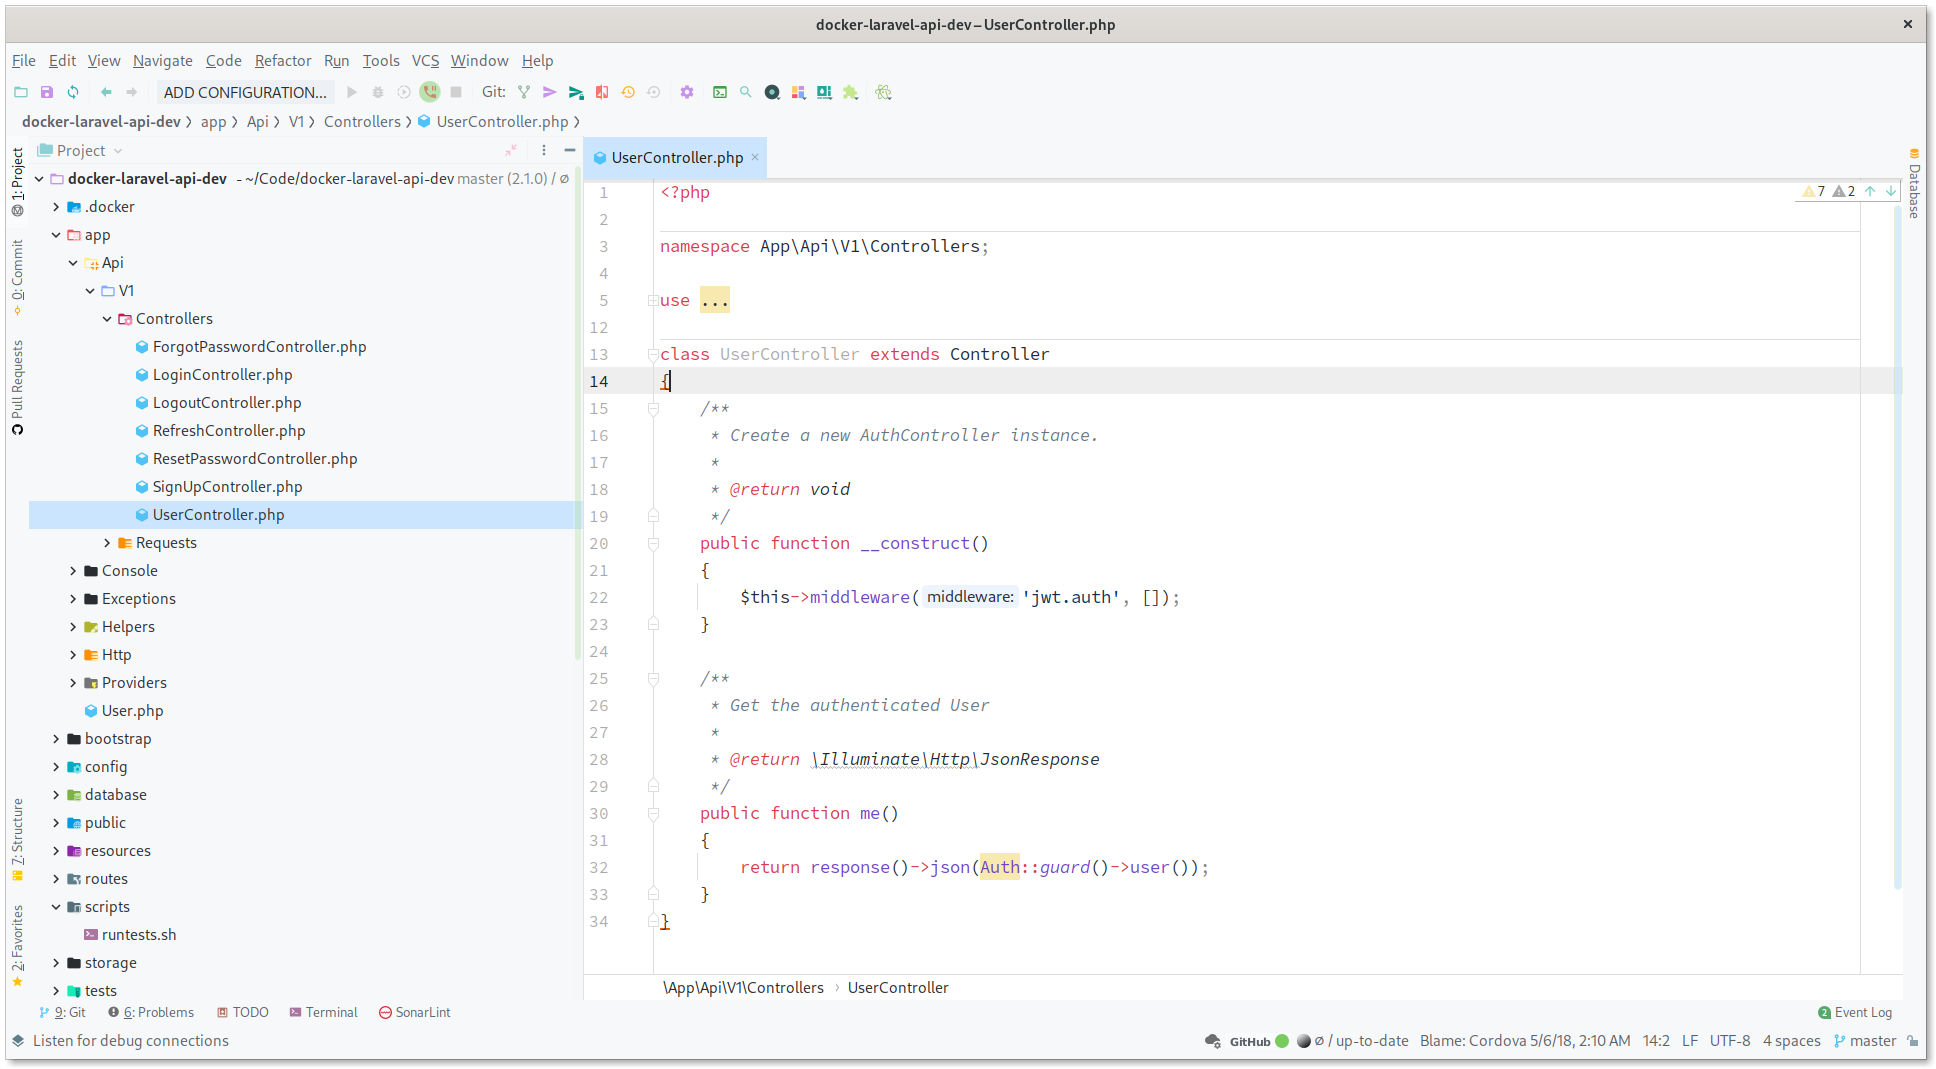 docker-laravel-api-dev – UserController.php
File Edit View Navigate Code Refactor Run Tools VCS Window Help
ADD CONFIGURATION... Git:
docker-laravel-api-dev app Api V1 Controllers UserController.php
1: Project
0: Commit
Pull Requests
7: Structure
2: Favorites
Project
docker-laravel-api-dev - ~/Code/docker-laravel-api-dev master (2.1.0) / ∅
.docker
app
Api
V1
Controllers
ForgotPasswordController.php
LoginController.php
LogoutController.php
RefreshController.php
ResetPasswordController.php
SignUpController.php
UserController.php
Requests
Console
Exceptions
Helpers
Http
Providers
User.php
bootstrap
config
database
public
resources
routes
scripts
runtests.sh
storage
tests
UserController.php
7 2
Database
1 <?php
2
3 namespace App\Api\V1\Controllers;
4
5 use ...
12
13 class UserController extends Controller
14 {
15 /**
16 * Create a new AuthController instance.
17 *
18 * @return void
19 */
20 public function __construct()
21 {
22 $this->middleware( middleware: 'jwt.auth', []);
23 }
24
25 /**
26 * Get the authenticated User
27 *
28 * @return \Illuminate\Http\JsonResponse
29 */
30 public function me()
31 {
32 return response()->json(Auth::guard()->user());
33 }
34 }
\App\Api\V1\Controllers › UserController
9: Git 6: Problems TODO Terminal SonarLint 2 Event Log
Listen for debug connections GitHub ∅ / up-to-date Blame: Cordova 5/6/18, 2:10 AM 14:2 LF UTF-8 4 spaces master